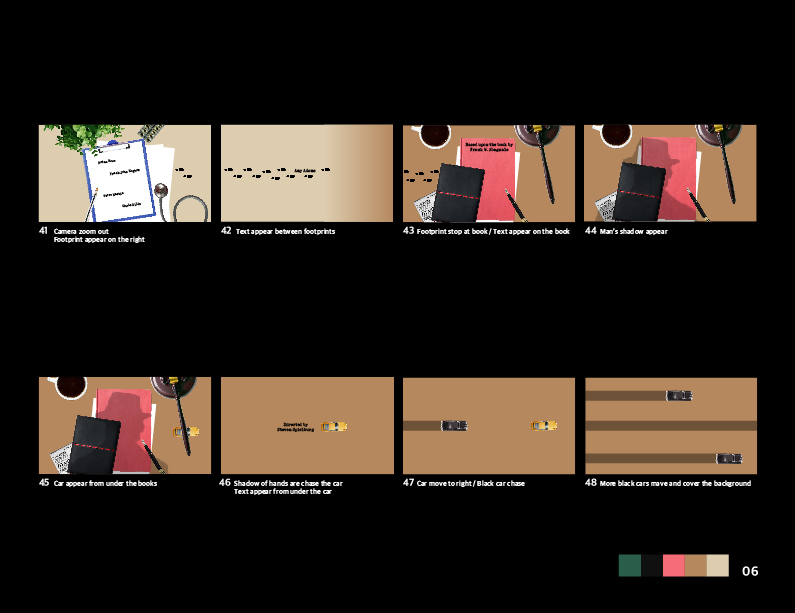 Amy Adams
Based upon the book by
Frank W. Abagnale
41 Camera zoom out
Footprint appear on the right
42 Text appear between footprints
43 Footprint stop at book / Text appear on the book
44 Man's shadow appear
Directed by
Steven Spielburg
45 Car appear from under the books
46 Shadow of hands are chase the car
Text appear from under the car
47 Car move to right / Black car chase
48 More black cars move and cover the background
06